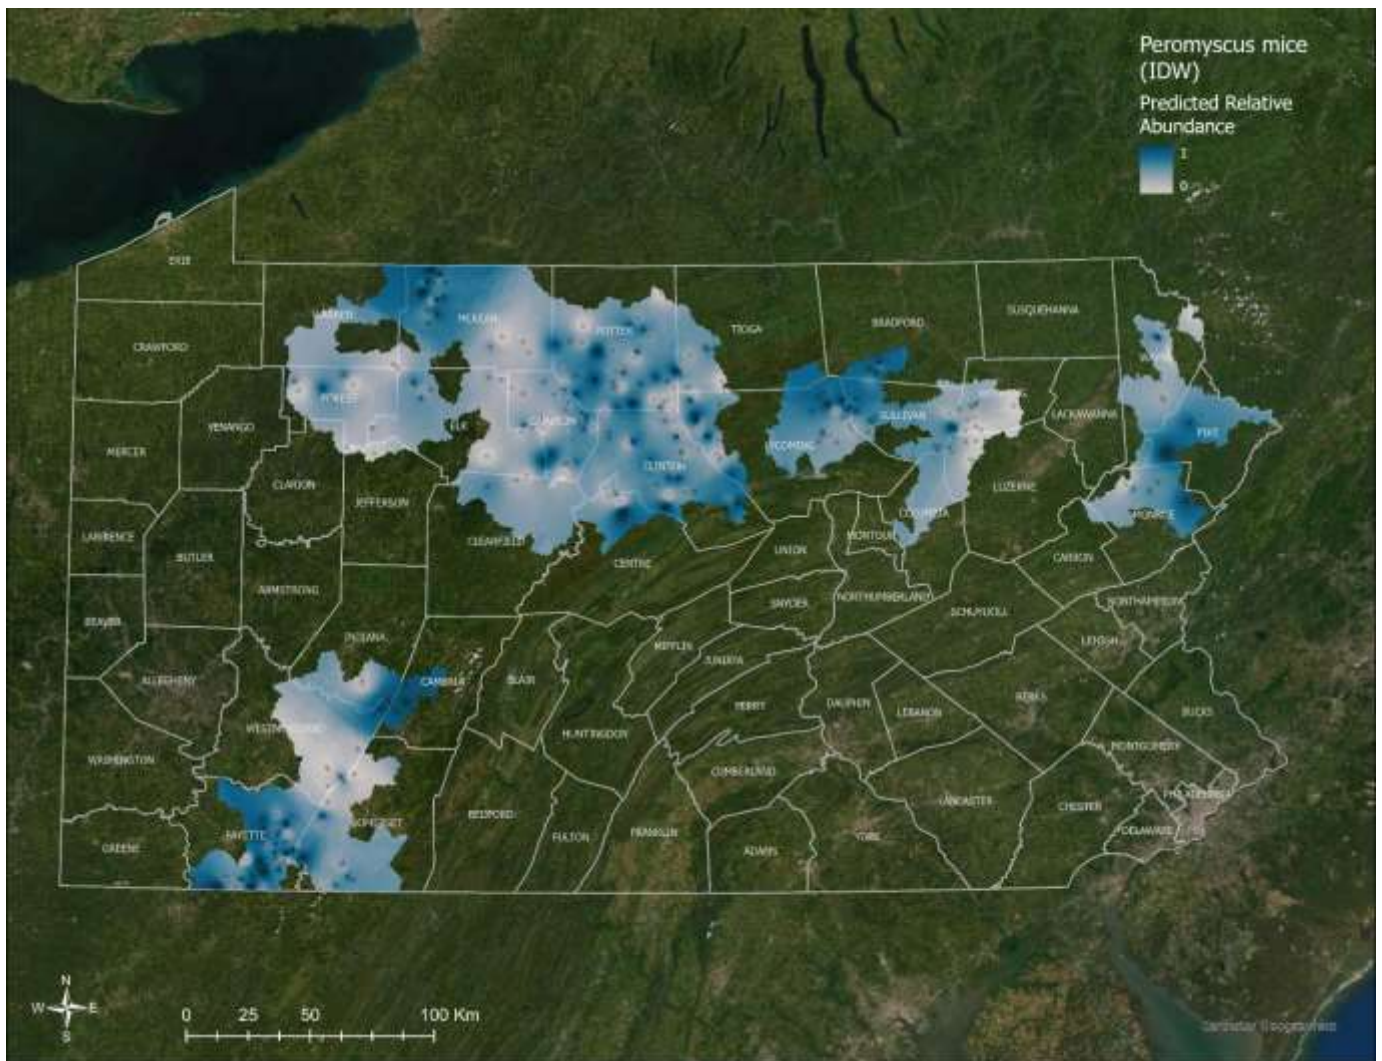 Peromyscus mice
(IDW)
Predicted Relative
Abundance
1
0
ERIE
WARREN
MCKEAN
POTTER
TIOGA
BRADFORD
SUSQUEHANNA
CRAWFORD
FOREST
ELK
CAMERON
CLINTON
LYCOMING
SULLIVAN
LACKAWANNA
PIKE
MERCER
VENANGO
CLARION
JEFFERSON
CLEARFIELD
CENTRE
UNION
MONTOUR
COLUMBIA
LUZERNE
MONROE
LAWRENCE
BUTLER
ARMSTRONG
SNYDER
NORTHUMBERLAND
SCHUYLKILL
CARBON
NORTHAMPTON
BEAVER
ALLEGHENY
INDIANA
CAMBRIA
BLAIR
MIFFLIN
JUNIATA
PERRY
DAUPHIN
LEBANON
BERKS
LEHIGH
BUCKS
WASHINGTON
WESTMORELAND
HUNTINGDON
CUMBERLAND
MONTGOMERY
PHILADELPHIA
GREENE
FAYETTE
SOMERSET
BEDFORD
FULTON
FRANKLIN
ADAMS
YORK
LANCASTER
CHESTER
DELAWARE
N
W E
S
0 25 50 100 Km
Earthstar Geographics